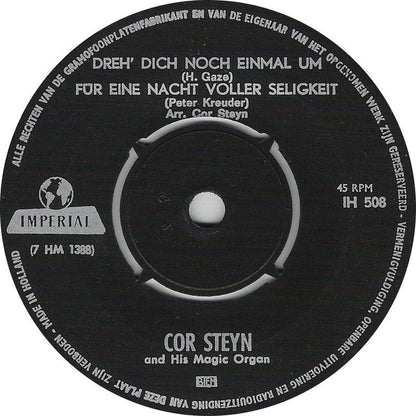 ALLE RECHTEN VAN DE GRAMOFOONPLATENFABRIKANT EN VAN DE EIGENAAR VAN HET OPGENOMEN WERK ZIJN GERESERVEERD - VERMENIGVULDIGING, OPENBARE UITVOERING EN RADIOUITZENDING VAN DEZE PLAAT ZIJN VERBODEN - MADE IN HOLLAND
DREH' DICH NOCH EINMAL UM
(H. Gaze)
FÜR EINE NACHT VOLLER SELIGKEIT
(Peter Kreuder)
Arr. Cor Steyn
IMPERIAL
(7 HM 1388)
45 RPM
IH 508
COR STEYN
and His Magic Organ
BIEM